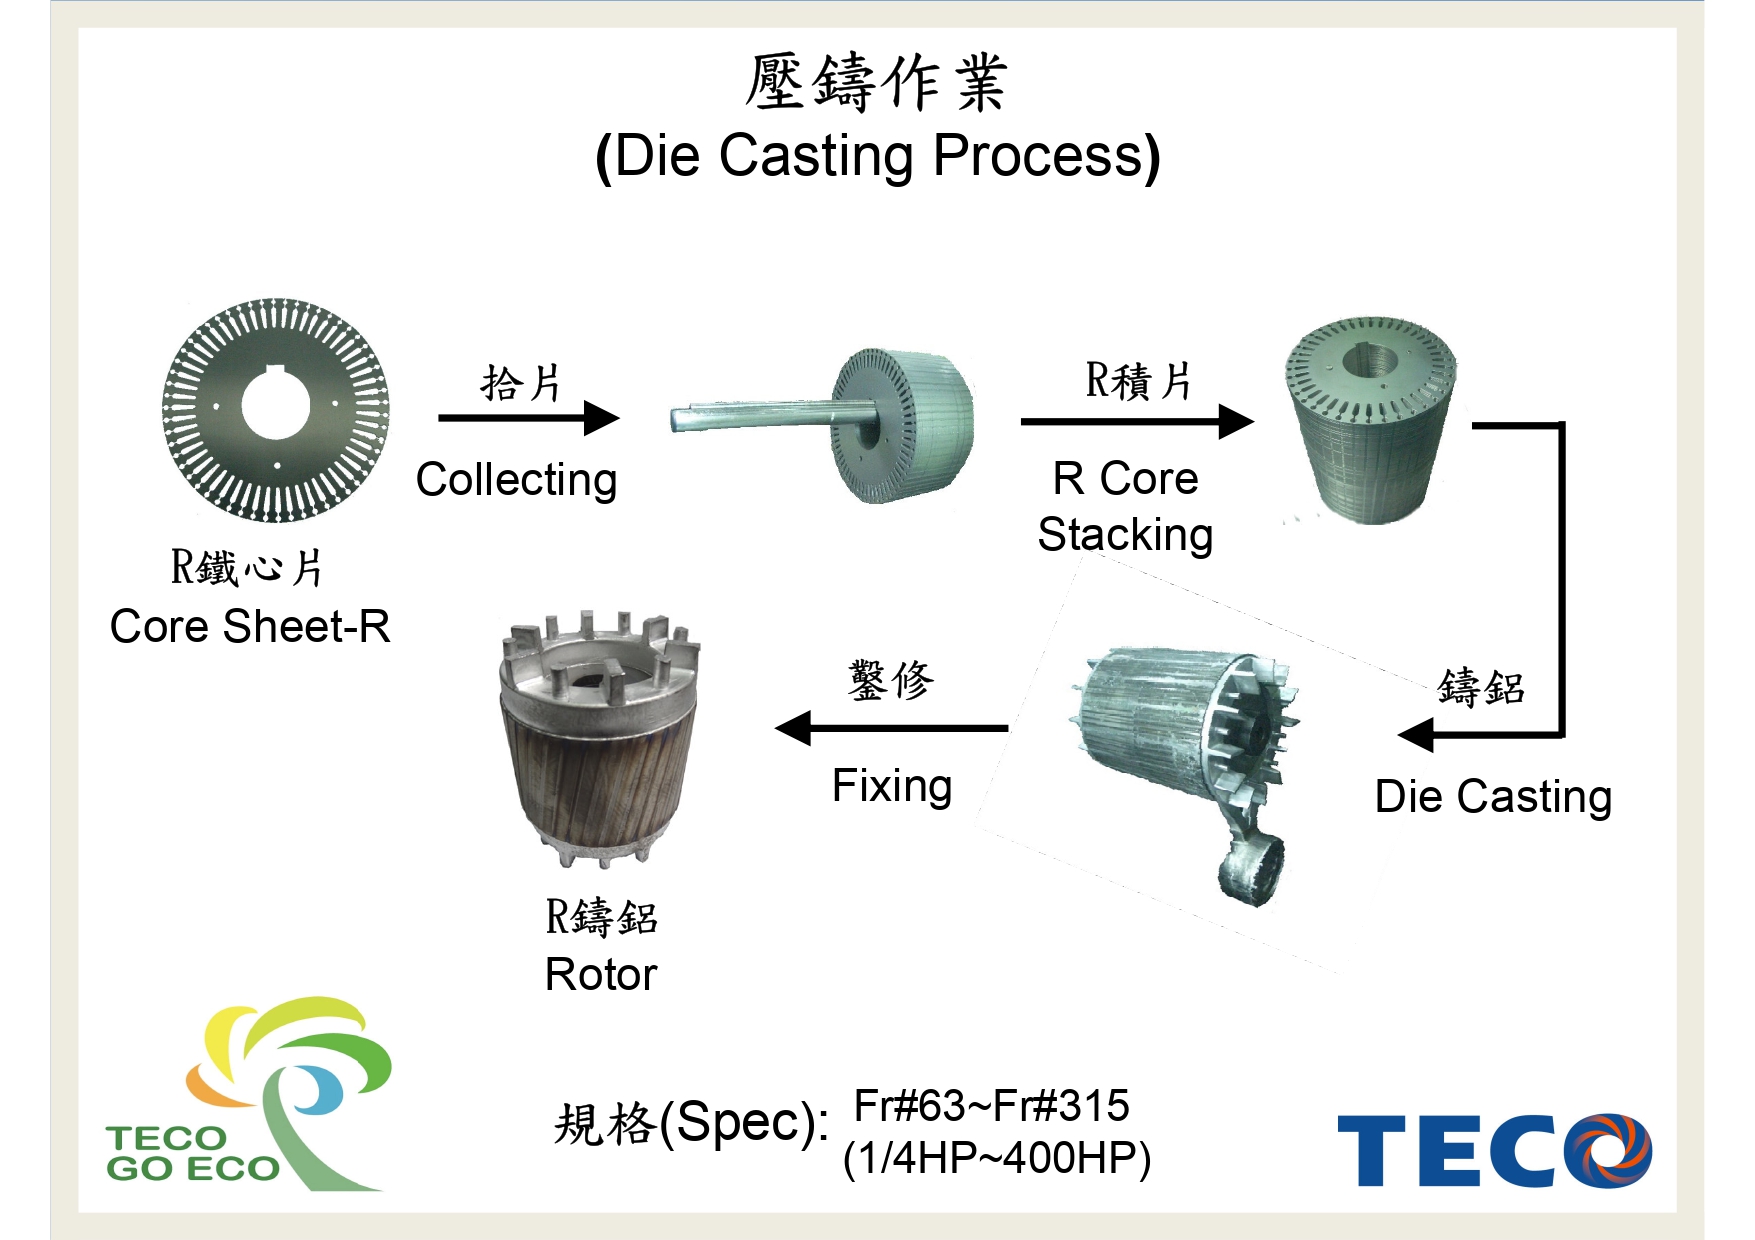 壓鑄作業
(Die Casting Process)
拾片
Collecting
R積片
R Core
Stacking
R鐵心片
Core Sheet-R
鑄鋁
Die Casting
鑿修
Fixing
R鑄鋁
Rotor
TECO
GO ECO
規格(Spec):
Fr#63~Fr#315
(1/4HP~400HP)
TECO